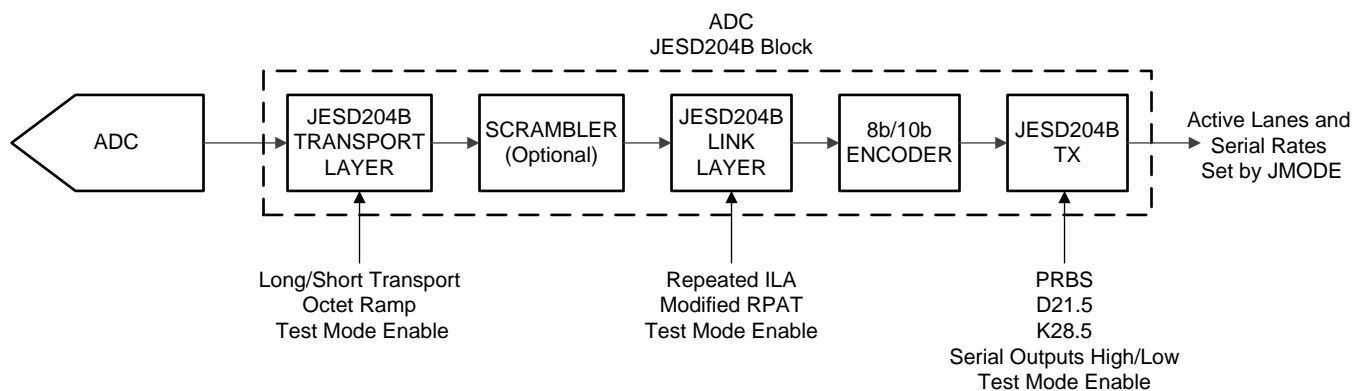 ADC
JESD204B Block
ADC
JESD204B
TRANSPORT
LAYER
SCRAMBLER
(Optional)
JESD204B
LINK
LAYER
8b/10b
ENCODER
JESD204B
TX
Active Lanes and
Serial Rates
Set by JMODE
Long/Short Transport
Octet Ramp
Test Mode Enable
Repeated ILA
Modified RPAT
Test Mode Enable
PRBS
D21.5
K28.5
Serial Outputs High/Low
Test Mode Enable